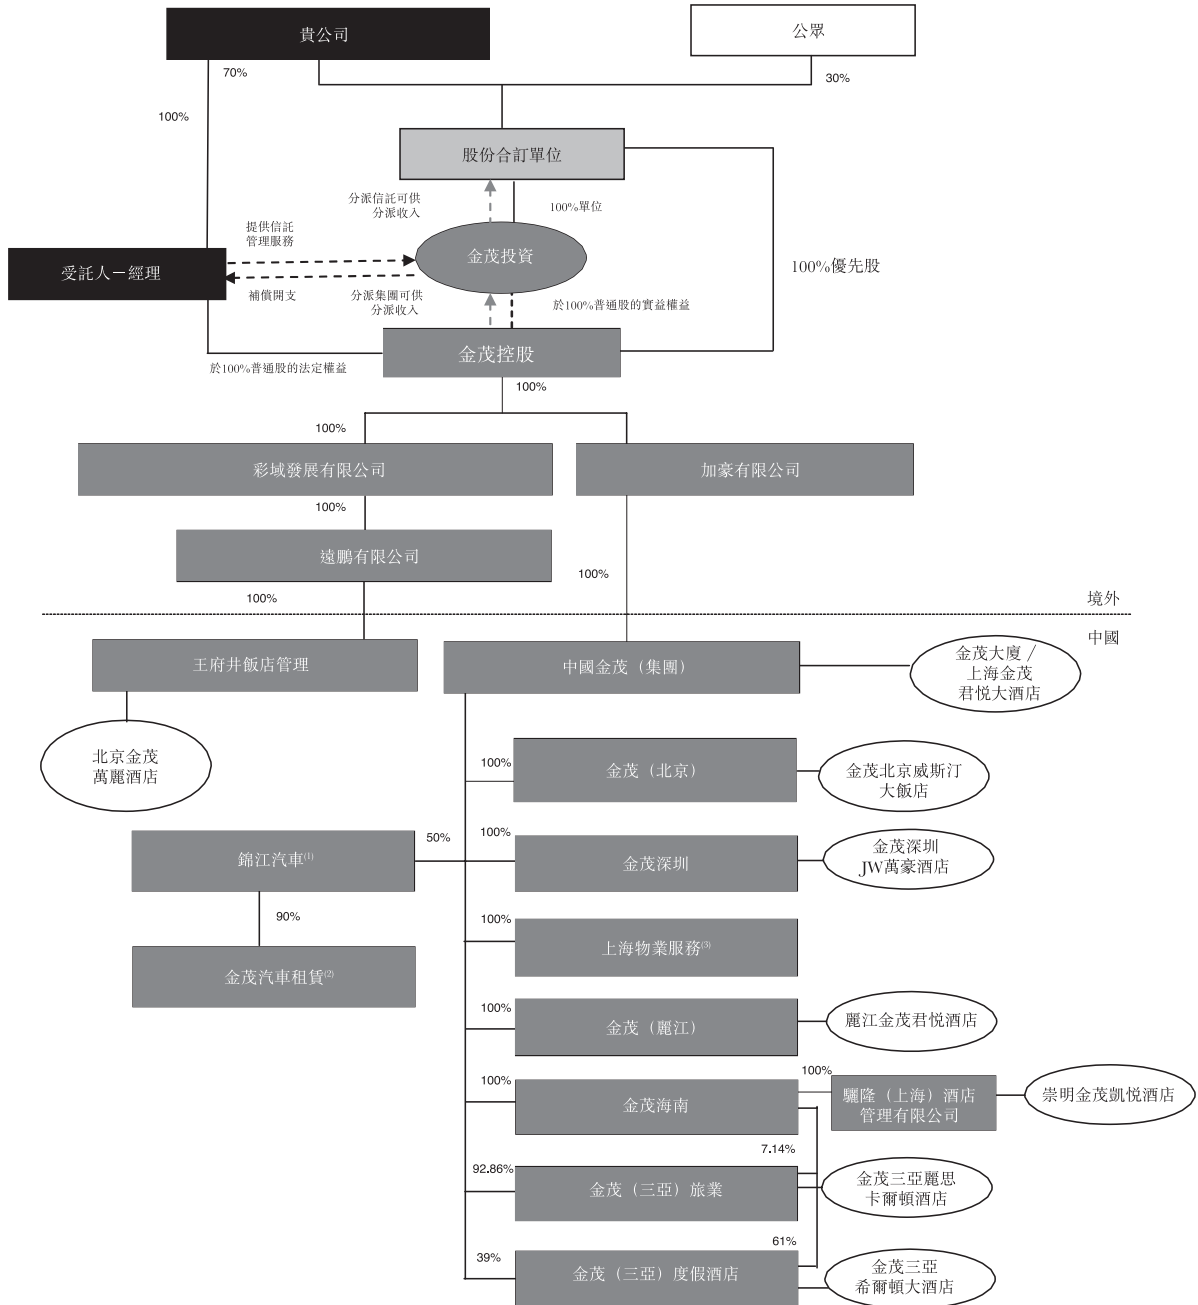 貴公司
公眾
70%
30%
100%
股份合訂單位
分派信託可供
分派收入
100%單位
提供信託
管理服務
金茂投資
受託人－經理
100%優先股
補償開支
分派集團可供
分派收入
於100%普通股的實益權益
金茂控股
於100%普通股的法定權益
100%
100%
彩域發展有限公司
加豪有限公司
100%
遠鵬有限公司
100%
100%
境外
中國
王府井飯店管理
中國金茂（集團）
金茂大廈 /
上海金茂
君悅大酒店
北京金茂
萬麗酒店
100%
金茂（北京）
金茂北京威斯汀
大飯店
50%
100%
錦江汽車(1)
金茂深圳
金茂深圳
JW萬豪酒店
90%
100%
上海物業服務(3)
金茂汽車租賃(2)
100%
金茂（麗江）
麗江金茂君悅酒店
100%
金茂海南
100%
驪隆（上海）酒店
管理有限公司
崇明金茂凱悅酒店
7.14%
92.86%
金茂（三亞）旅業
金茂三亞麗思
卡爾頓酒店
61%
39%
金茂（三亞）度假酒店
金茂三亞
希爾頓大酒店